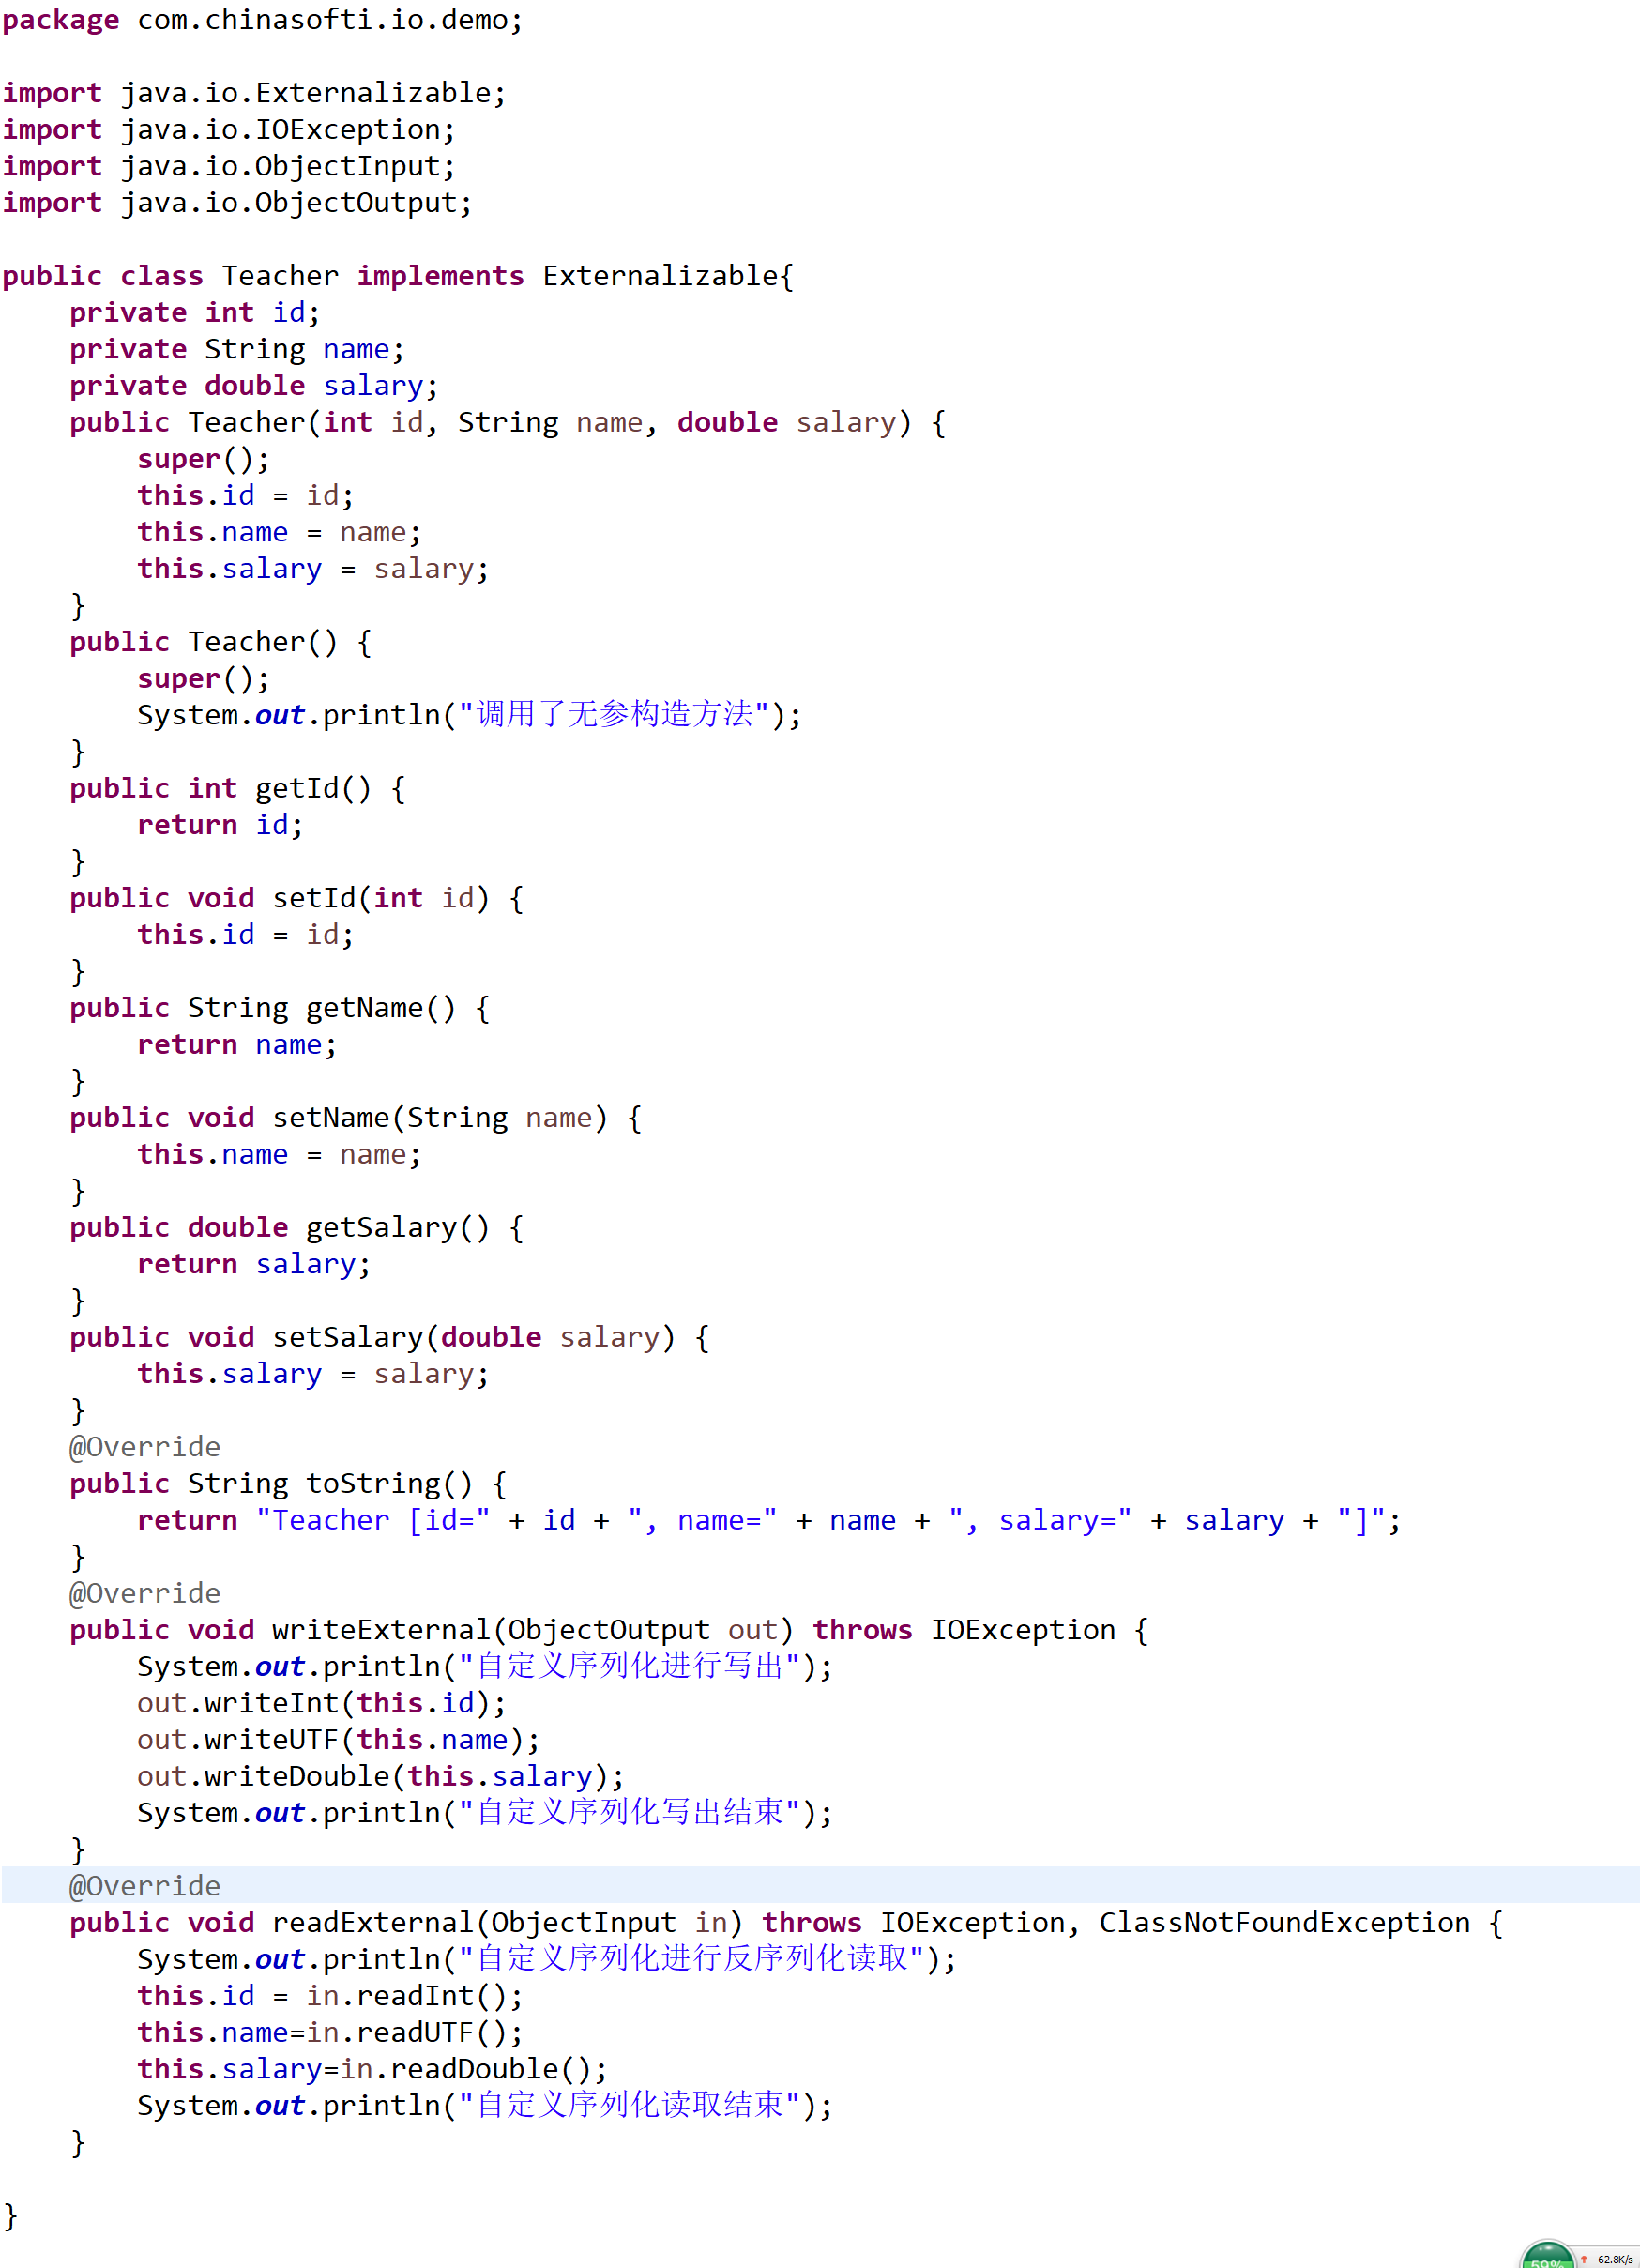 package com.chinasofti.io.demo;
import java.io.Externalizable;
import java.io.IOException;
import java.io.ObjectInput;
import java.io.ObjectOutput;
public class Teacher implements Externalizable{
private int id;
private String name;
private double salary;
public Teacher(int id, String name, double salary) {
super();
this.id = id;
this.name = name;
this.salary = salary;
}
public Teacher() {
super();
System.out.println("调用了无参构造方法");
}
public int getId() {
return id;
}
public void setId(int id) {
this.id = id;
}
public String getName() {
return name;
}
public void setName(String name) {
this.name = name;
}
public double getSalary() {
return salary;
}
public void setSalary(double salary) {
this.salary = salary;
}
@Override
public String toString() {
return "Teacher [id=" + id + ", name=" + name + ", salary=" + salary + "]";
}
@Override
public void writeExternal(ObjectOutput out) throws IOException {
System.out.println("自定义序列化进行写出");
out.writeInt(this.id);
out.writeUTF(this.name);
out.writeDouble(this.salary);
System.out.println("自定义序列化写出结束");
}
@Override
public void readExternal(ObjectInput in) throws IOException, ClassNotFoundException {
System.out.println("自定义序列化进行反序列化读取");
this.id = in.readInt();
this.name=in.readUTF();
this.salary=in.readDouble();
System.out.println("自定义序列化读取结束");
}
}
59% ↑ 62.8K/s